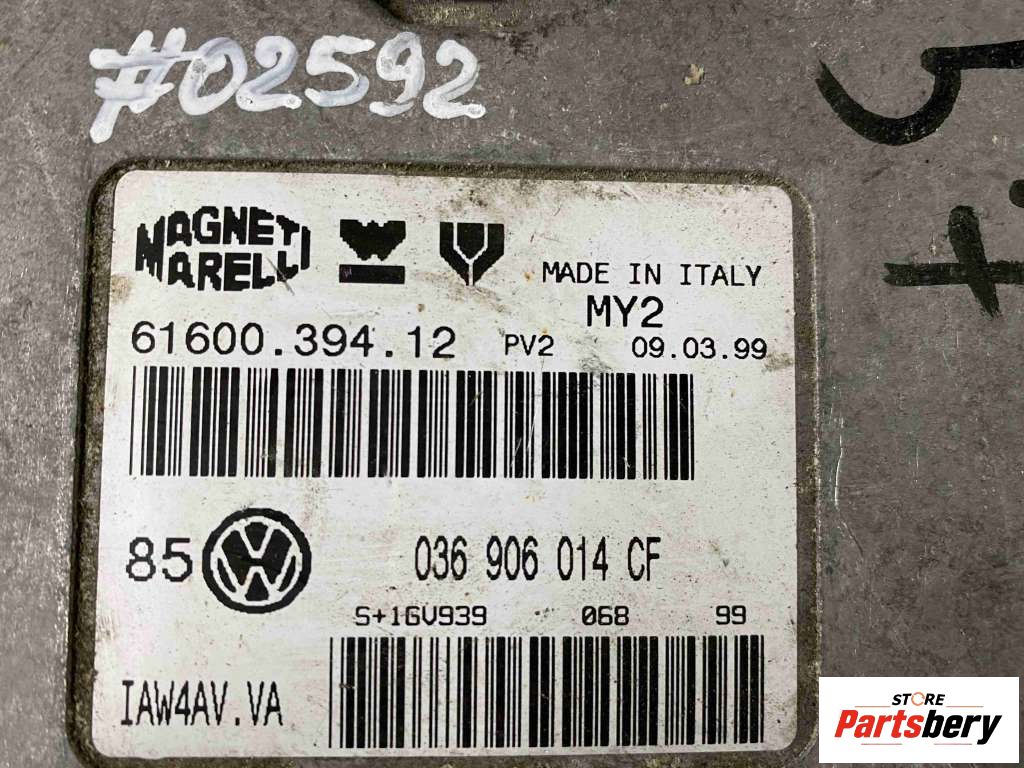 #02592
MAGNETI
MARELLI
MADE IN ITALY
MY2
61600.394.12 PV2 09.03.99
85 036 906 014 CF
S+1GV939 068 99
IAW4AV.VA
STORE
Partsbery